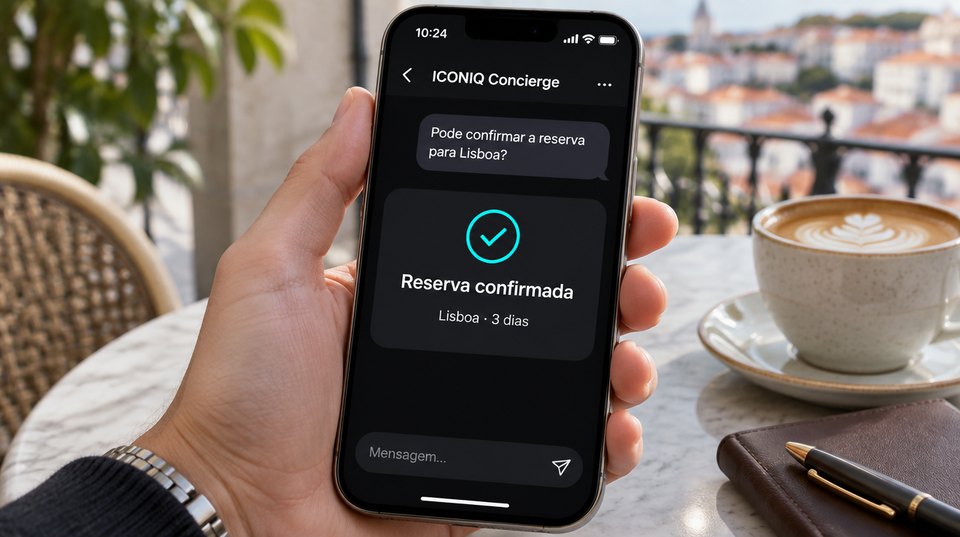 10:24
ICONIQ Concierge
Pode confirmar a reserva
para Lisboa?
Reserva confirmada
Lisboa · 3 dias
Mensagem...